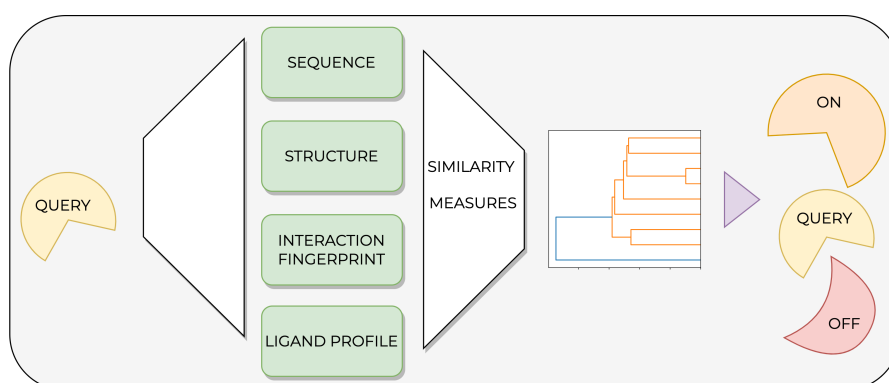 QUERY
SEQUENCE
STRUCTURE
INTERACTION
FINGERPRINT
LIGAND PROFILE
SIMILARITY
MEASURES
ON
QUERY
OFF